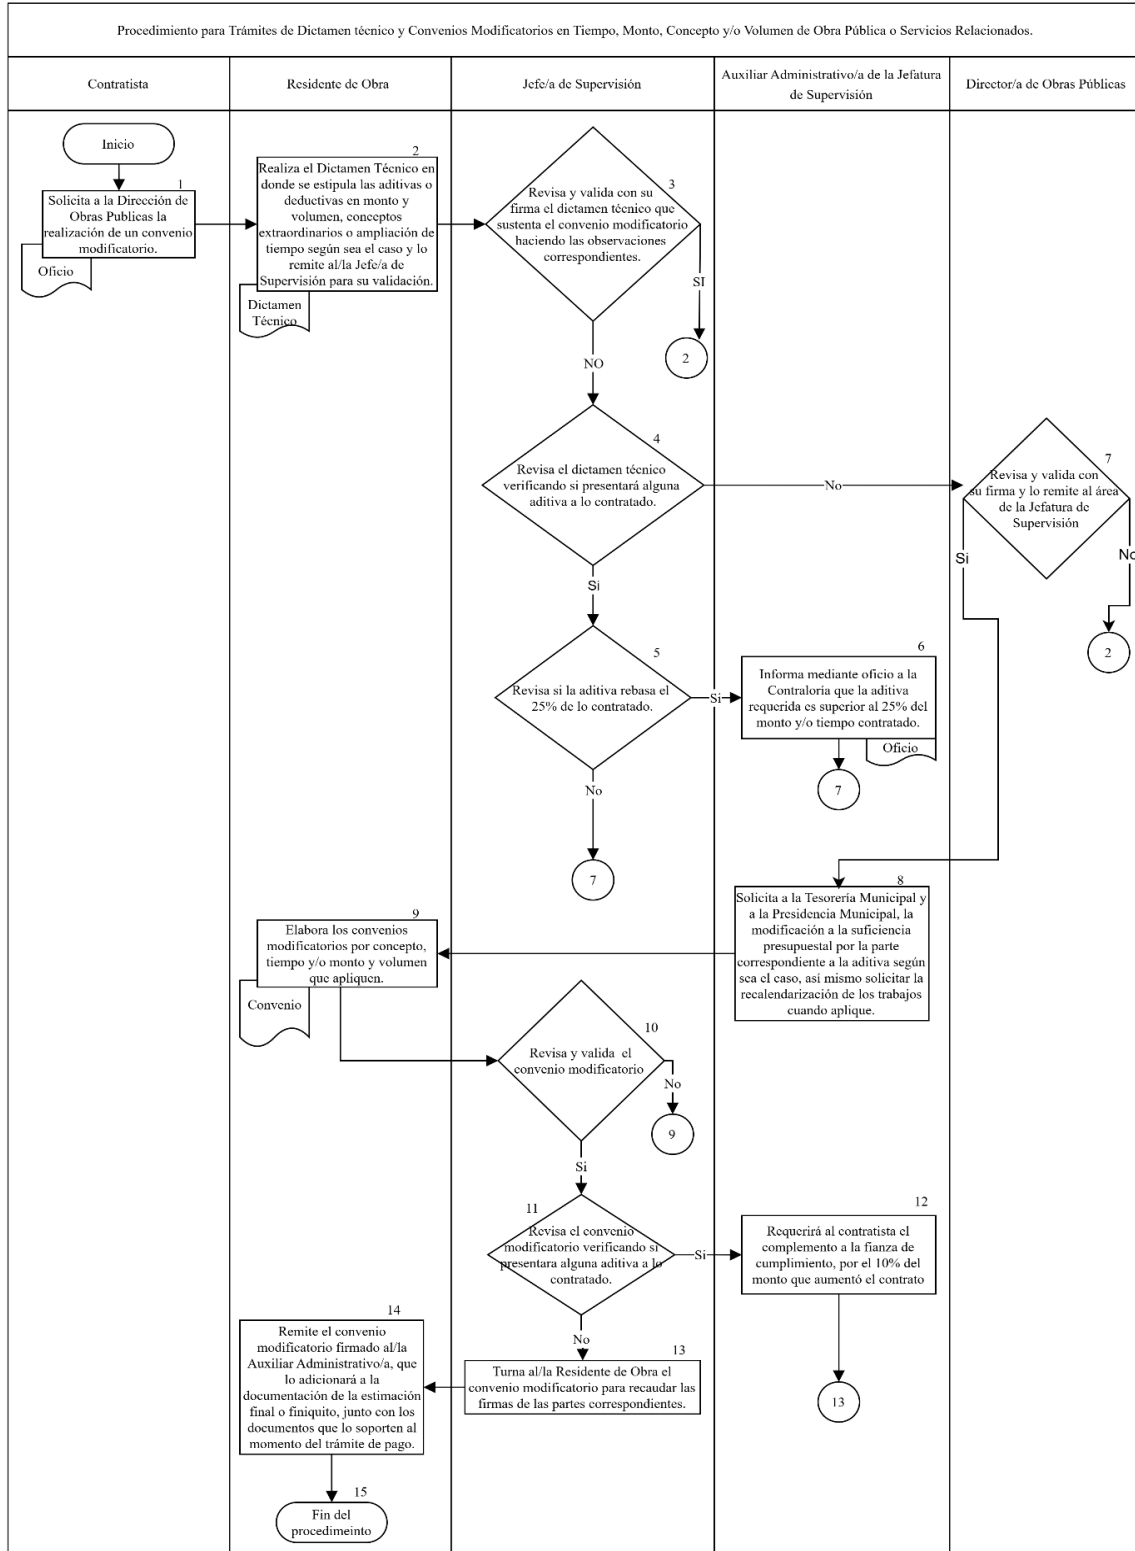 Procedimiento para Trámites de Dictamen técnico y Convenios Modificatorios en Tiempo, Monto, Concepto y/o Volumen de Obra Pública o Servicios Relacionados.
Contratista
Residente de Obra
Jefe/a de Supervisión
Auxiliar Administrativo/a de la Jefatura
de Supervisión
Director/a de Obras Públicas
Inicio
1
Solicita a la Dirección de
Obras Publicas la
realización de un convenio
modificatorio.
Oficio
2
Realiza el Dictamen Técnico en
donde se estipula las aditivas o
deductivas en monto y
volumen, conceptos
extraordinarios o ampliación de
tiempo según sea el caso y lo
remite al/la Jefe/a de
Supervisión para su validación.
Dictamen
Técnico
3
Revisa y valida con su
firma el dictamen técnico que
sustenta el convenio modificatorio
haciendo las observaciones
correspondientes.
SI
2
NO
4
Revisa el dictamen técnico
verificando si presentará alguna
aditiva a lo contratado.
No
7
Revisa y valida con
su firma y lo remite al área
de la Jefatura de
Supervisión
Si
No
2
Si
5
Revisa si la aditiva rebasa el
25% de lo contratado.
Si
6
Informa mediante oficio a la
Contraloría que la aditiva
requerida es superior al 25% del
monto y/o tiempo contratado.
Oficio
7
No
7
8
Solicita a la Tesorería Municipal y
a la Presidencia Municipal, la
modificación a la suficiencia
presupuestal por la parte
correspondiente a la aditiva según
sea el caso, así mismo solicitar la
recalendarización de los trabajos
cuando aplique.
9
Elabora los convenios
modificatorios por concepto,
tiempo y/o monto y volumen
que apliquen.
Convenio
10
Revisa y valida el
convenio modificatorio
No
9
Si
11
Revisa el convenio
modificatorio verificando si
presentara alguna aditiva a lo
contratado.
Si
12
Requerirá al contratista el
complemento a la fianza de
cumplimiento, por el 10% del
monto que aumentó el contrato
13
No
13
Turna al/la Residente de Obra el
convenio modificatorio para recaudar las
firmas de las partes correspondientes.
14
Remite el convenio
modificatorio firmado al/la
Auxiliar Administrativo/a, que
lo adicionará a la
documentación de la estimación
final o finiquito, junto con los
documentos que lo soporten al
momento del trámite de pago.
15
Fin del
procedimeinto